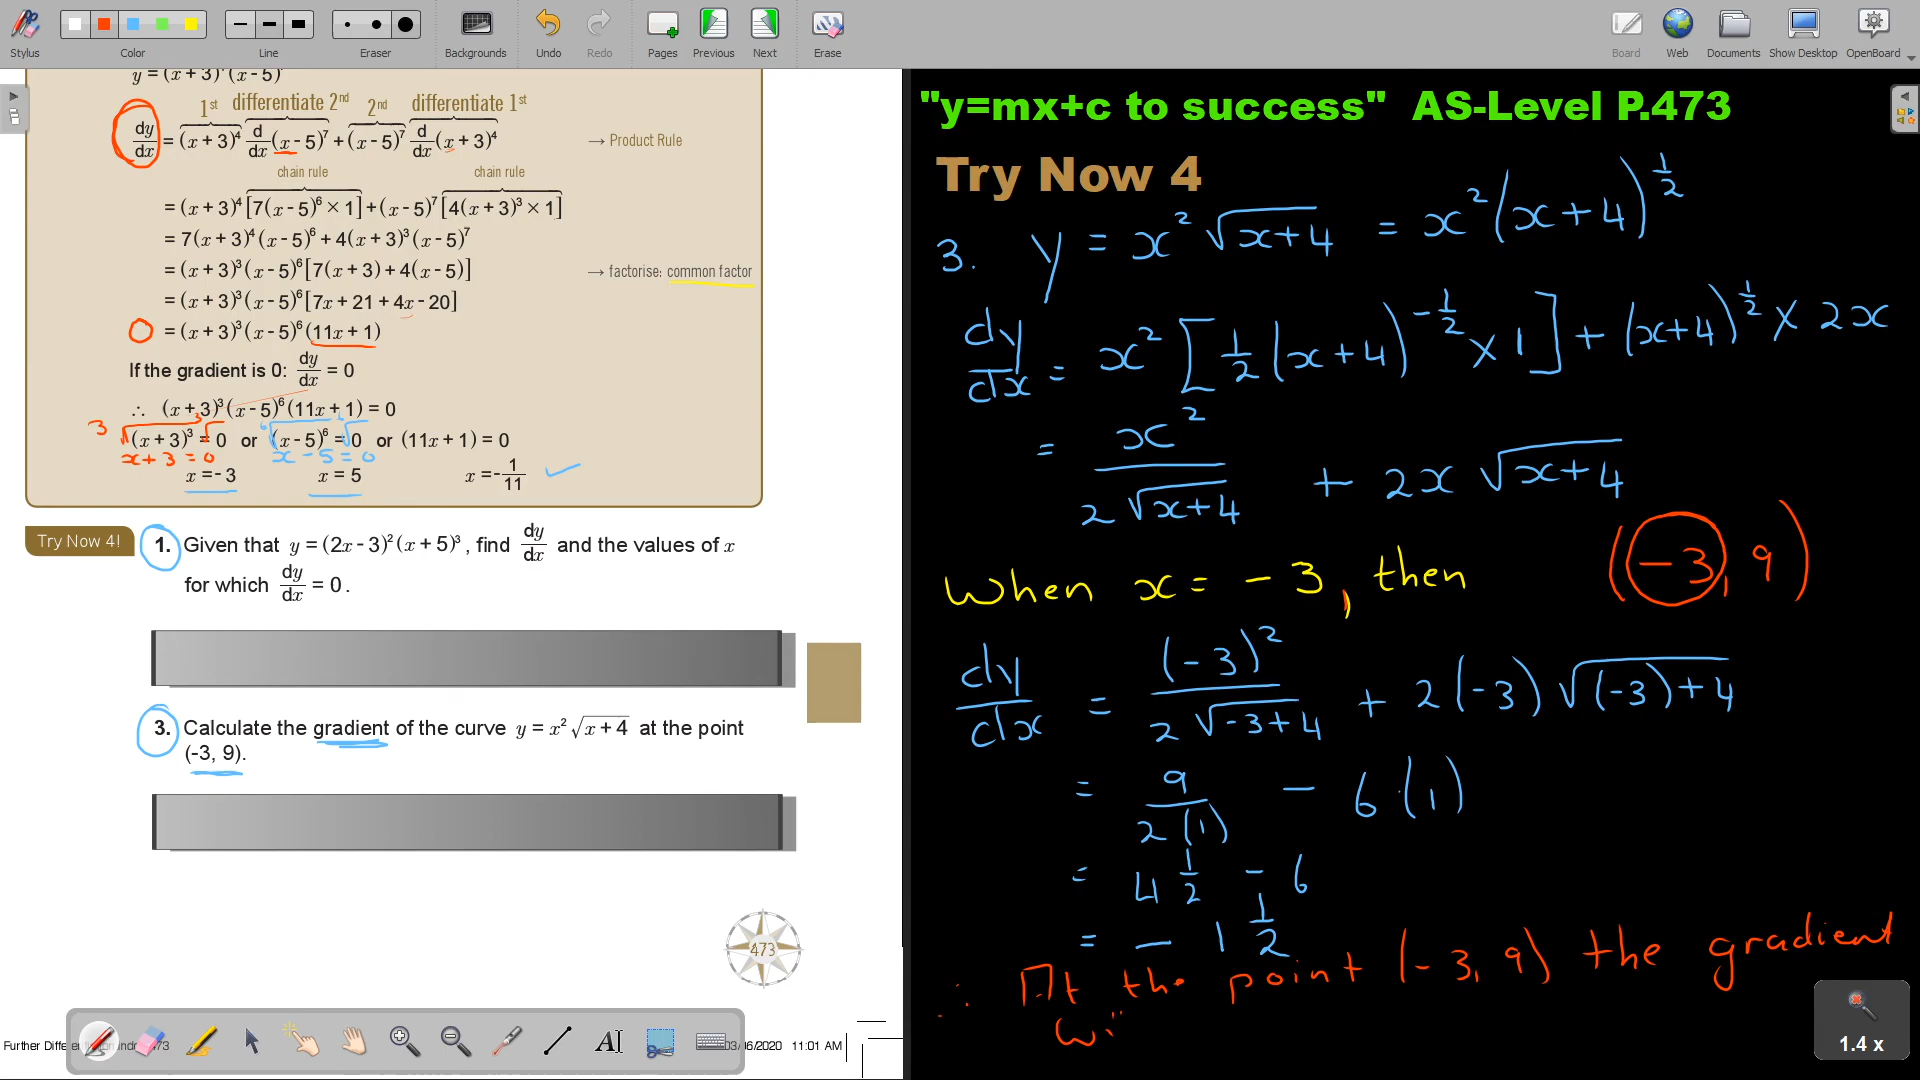 Stylus Color Line Eraser Backgrounds Undo Redo Pages Previous Next Erase Board Web Documents Show Desktop OpenBoard
y = (x + 3)⁴ (x - 5)⁷
1st differentiate 2nd 2nd differentiate 1st
dy/dx = (x + 3)⁴ d/dx (x - 5)⁷ + (x - 5)⁷ d/dx (x + 3)⁴ → Product Rule
chain rule chain rule
= (x + 3)⁴ [7(x - 5)⁶ × 1] + (x - 5)⁷ [4(x + 3)³ × 1]
= 7(x + 3)⁴ (x - 5)⁶ + 4(x + 3)³ (x - 5)⁷
= (x + 3)³ (x - 5)⁶ [7(x + 3) + 4(x - 5)] → factorise: common factor
= (x + 3)³ (x - 5)⁶ [7x + 21 + 4x - 20]
0 = (x + 3)³ (x - 5)⁶ (11x + 1)
If the gradient is 0: dy/dx = 0
∴ (x + 3)³ (x - 5)⁶ (11x + 1) = 0
(x + 3)³ = 0 or (x - 5)⁶ = 0 or (11x + 1) = 0
x + 3 = 0 x - 5 = 0
x = -3 x = 5 x = -1/11
Try Now 4!
1. Given that y = (2x - 3)² (x + 5)³, find dy/dx and the values of x
for which dy/dx = 0.
3. Calculate the gradient of the curve y = x² √(x + 4) at the point
(-3, 9).
473
11:01 AM
"y=mx+c to success" AS-Level P.473
Try Now 4
3. y = x² √(x+4) = x² (x+4)^1/2
dy/dx = x² [1/2 (x+4)^-1/2 × 1] + (x+4)^1/2 × 2x
= x² / 2√(x+4) + 2x √(x+4)
When x = -3, then (-3, 9)
dy/dx = (-3)² / 2√(-3+4) + 2(-3) √((-3)+4)
= 9 / 2(1) - 6(1)
= 4 1/2 - 6
= - 1 1/2
∴ At the point (-3, 9) the gradient
1.4 x